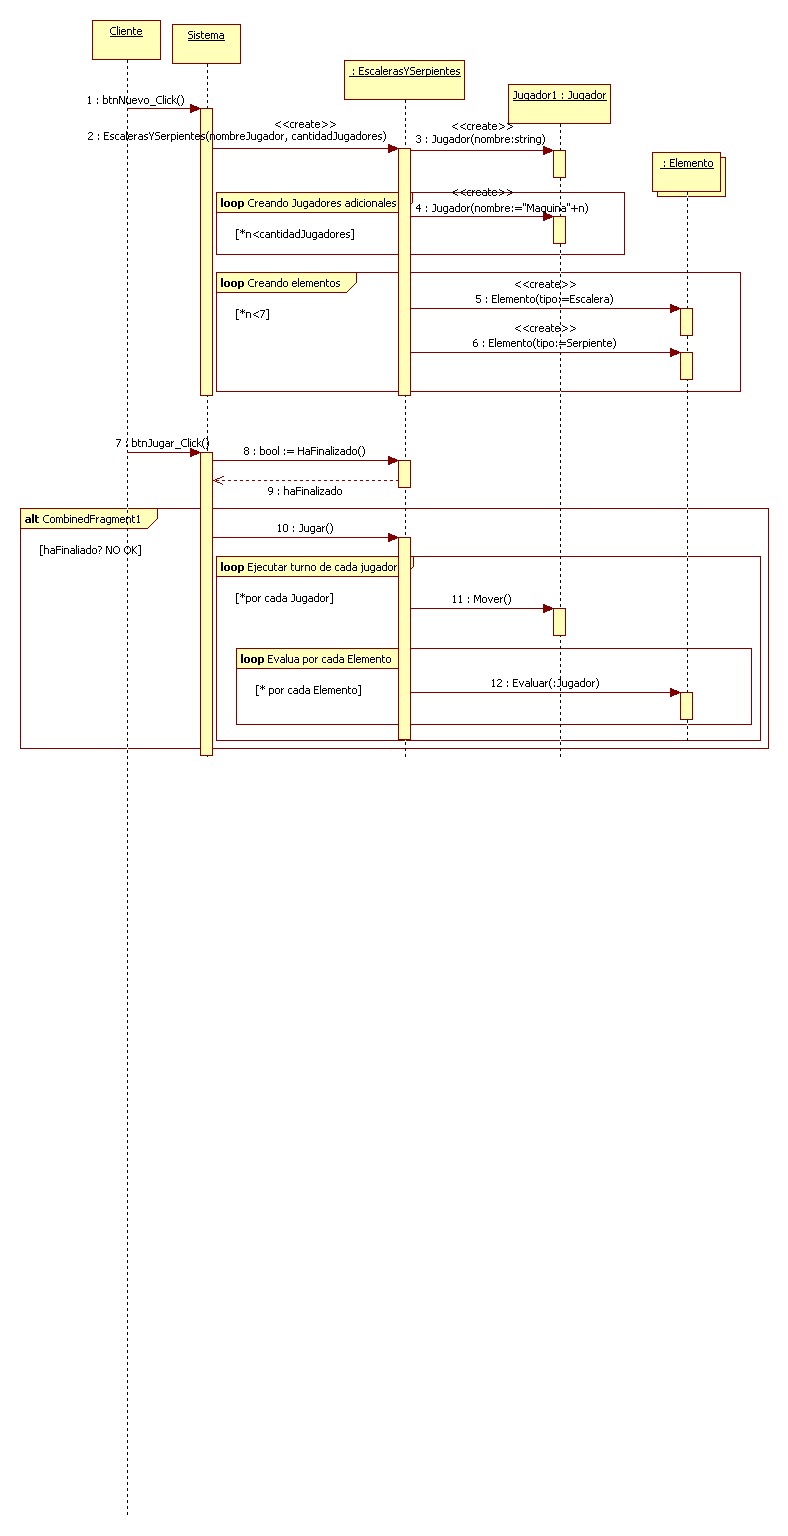 Cliente
Sistema
: EscalerasYSerpientes
Jugador1 : Jugador
: Elemento
1 : btnNuevo_Click()
<<create>>
2 : EscalerasYSerpientes(nombreJugador, cantidadJugadores)
<<create>>
3 : Jugador(nombre:string)
loop Creando Jugadores adicionales
[*n<cantidadJugadores]
<<create>>
4 : Jugador(nombre:="Maquina"+n)
loop Creando elementos
[*n<7]
<<create>>
5 : Elemento(tipo:=Escalera)
<<create>>
6 : Elemento(tipo:=Serpiente)
7 : btnJugar_Click()
8 : bool := HaFinalizado()
9 : haFinalizado
alt CombinedFragment1
[haFinaliado? NO OK]
10 : Jugar()
loop Ejecutar turno de cada jugador
[*por cada Jugador]
11 : Mover()
loop Evalua por cada Elemento
[* por cada Elemento]
12 : Evaluar(:Jugador)